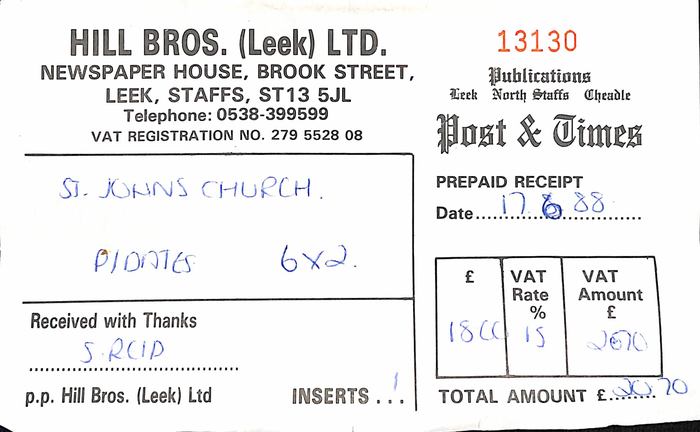 HILL BROS. (Leek) LTD.
NEWSPAPER HOUSE, BROOK STREET,
LEEK, STAFFS, ST13 5JL
Telephone: 0538-399599
VAT REGISTRATION NO. 279 5528 08
13130
Publications
Leek North Staffs Cheadle
Post & Times
PREPAID RECEIPT
Date 17. 6. 88
ST. JOHNS CHURCH.
P/DATES 6x2.
£ VAT Rate % VAT Amount £
18 00 15 2 70
Received with Thanks
S. REID
p.p. Hill Bros. (Leek) Ltd
INSERTS . . . 1
TOTAL AMOUNT £ 20.70